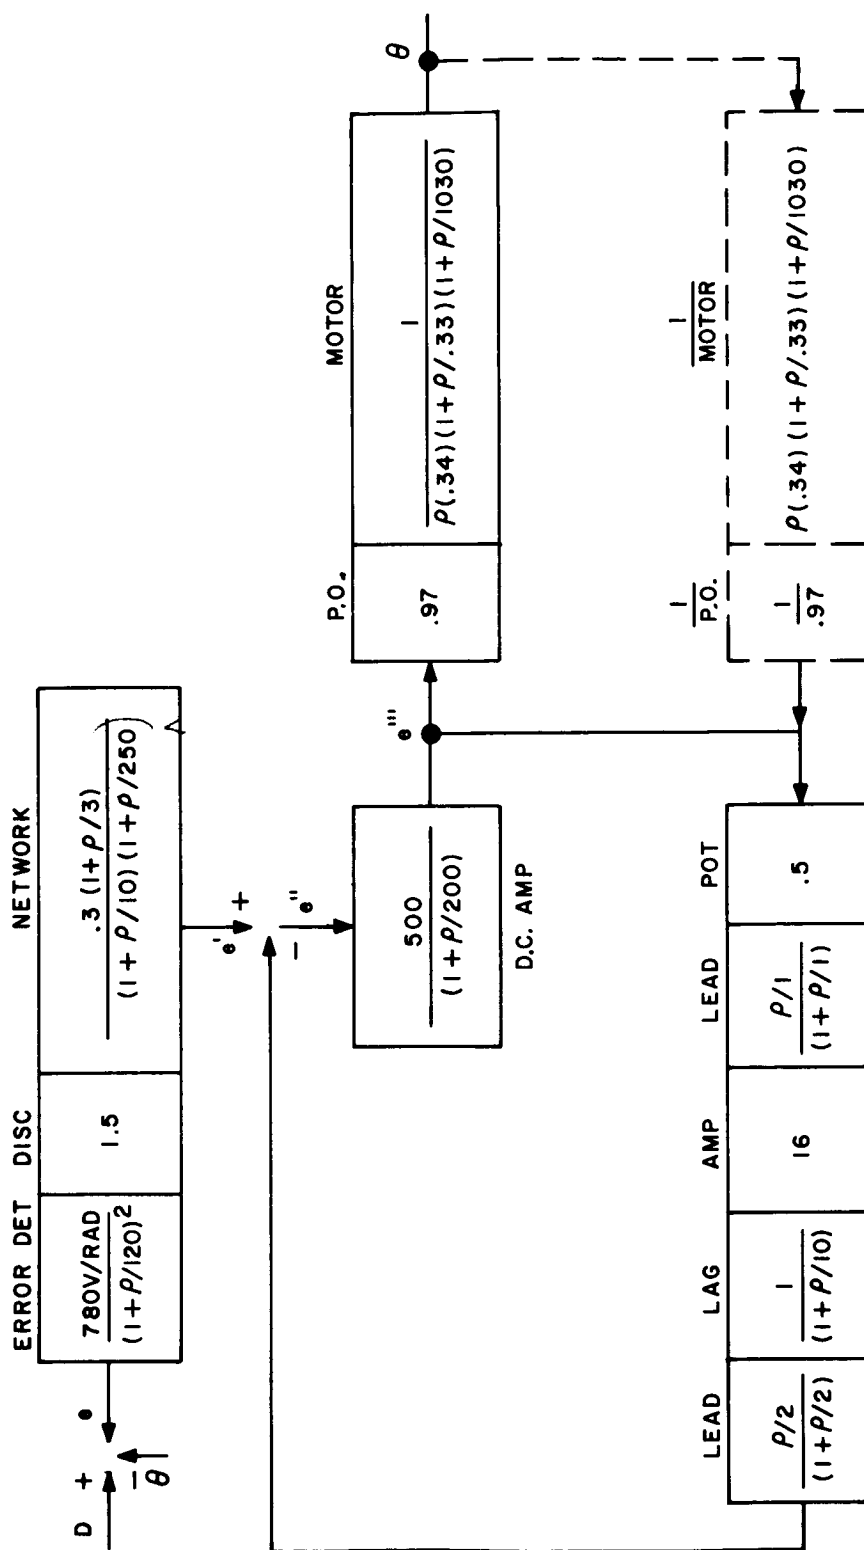 ERROR DET DISC NETWORK
D + e
- θ
780V/RAD / (1+P/120)²
1.5
.3 (1+P/3) / (1+P/10)(1+P/250)
e' +
- e''
500 / (1+P/200)
D.C. AMP
e'''
P.O. MOTOR
.97
1 / P(.34)(1+P/.33)(1+P/1030)
θ
1/P.O. 1/MOTOR
1/.97
P(.34)(1+P/.33)(1+P/1030)
LEAD LAG AMP LEAD POT
P/2 / (1+P/2)
1 / (1+P/10)
16
P/1 / (1+P/1)
.5